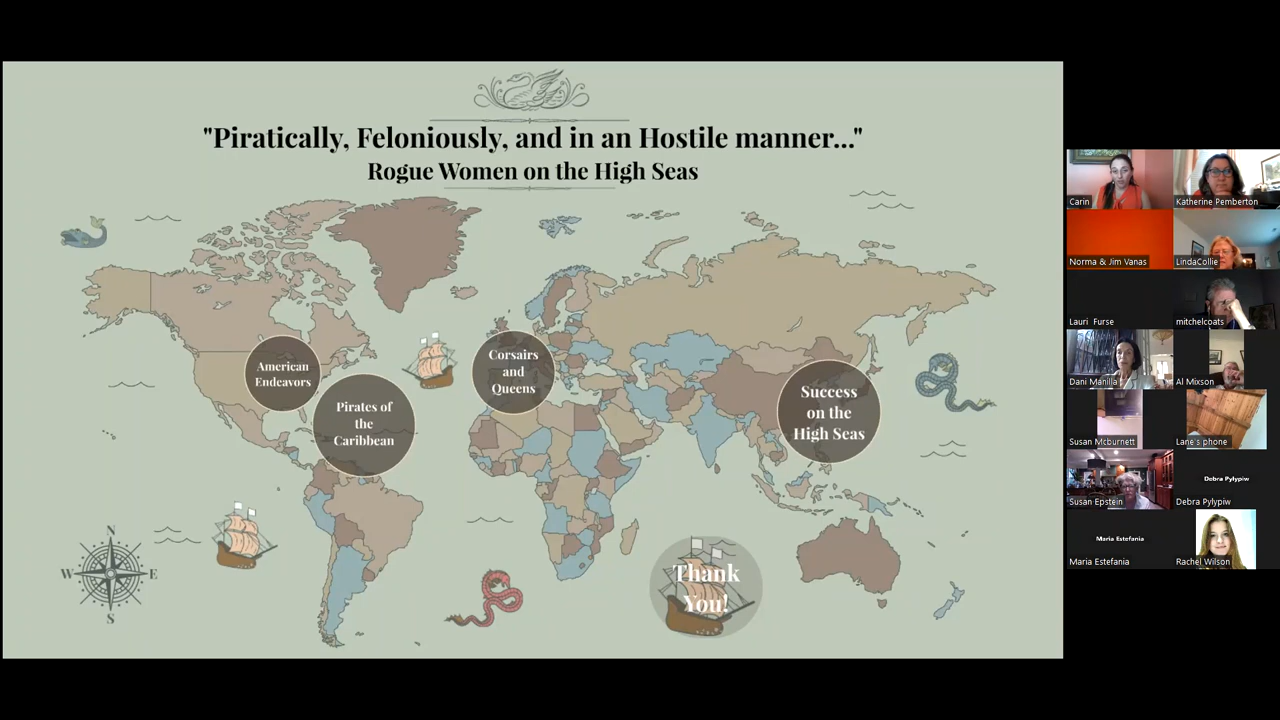 "Piratically, Feloniously, and in an Hostile manner..."
Rogue Women on the High Seas
American
Endeavors
Pirates of
the
Caribbean
Corsairs
and
Queens
Success
on the
High Seas
Thank
You!
N
W
E
S
Carin
Katherine Pemberton
Norma & Jim Vanas
LindaCollie
Lauri Furse
mitchelcoats
Dani Manilla
Al Mixson
Susan Mcburnett
Lane's phone
Susan Epstein
Debra Pylypiw
Debra Pylypiw
Maria Estefania
Maria Estefania
Rachel Wilson